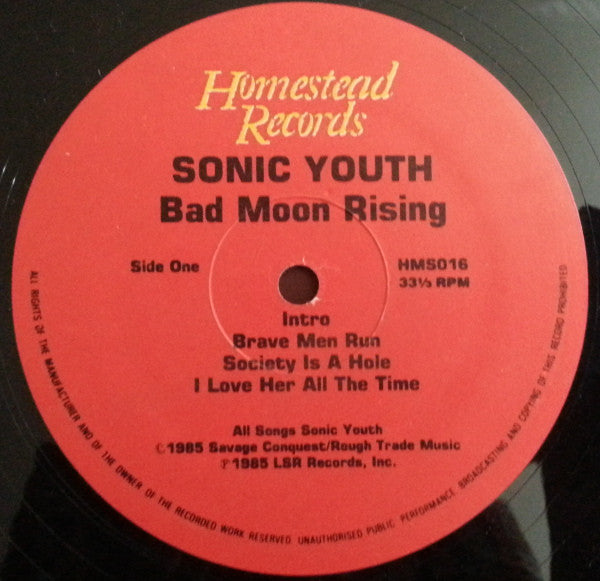 Homestead
Records
SONIC YOUTH
Bad Moon Rising
Side One
HMS016
33⅓ RPM
Intro
Brave Men Run
Society Is A Hole
I Love Her All The Time
All Songs Sonic Youth
©1985 Savage Conquest/Rough Trade Music
℗1985 LSR Records, Inc.
ALL RIGHTS OF THE MANUFACTURER AND OF THE OWNER OF THE RECORDED WORK RESERVED. UNAUTHORISED PUBLIC PERFORMANCE, BROADCASTING AND COPYING OF THIS RECORD PROHIBITED